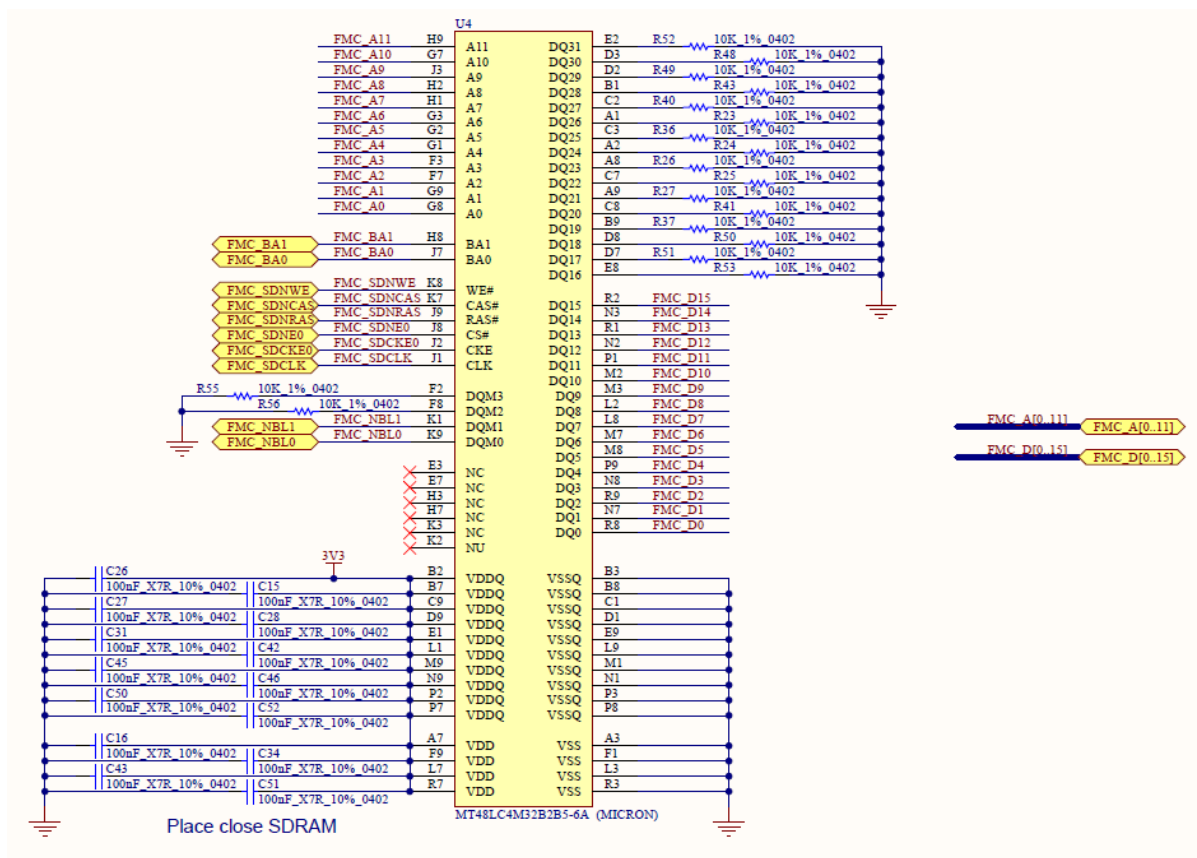 U4
FMC_A11 H9 A11 DQ31 E2 R52 10K_1%_0402
FMC_A10 G7 A10 DQ30 D3 R48 10K_1%_0402
FMC_A9 J3 A9 DQ29 D2 R49 10K_1%_0402
FMC_A8 H2 A8 DQ28 B1 R43 10K_1%_0402
FMC_A7 H1 A7 DQ27 C2 R40 10K_1%_0402
FMC_A6 G3 A6 DQ26 A1 R23 10K_1%_0402
FMC_A5 G2 A5 DQ25 C3 R36 10K_1%_0402
FMC_A4 G1 A4 DQ24 A2 R24 10K_1%_0402
FMC_A3 F3 A3 DQ23 A8 R26 10K_1%_0402
FMC_A2 F7 A2 DQ22 C7 R25 10K_1%_0402
FMC_A1 G9 A1 DQ21 A9 R27 10K_1%_0402
FMC_A0 G8 A0 DQ20 C8 R41 10K_1%_0402
DQ19 B9 R37 10K_1%_0402
FMC_BA1 FMC_BA1 H8 BA1 DQ18 D8 R50 10K_1%_0402
FMC_BA0 FMC_BA0 J7 BA0 DQ17 D7 R51 10K_1%_0402
DQ16 E8 R53 10K_1%_0402
FMC_SDNWE FMC_SDNWE K8 WE#
FMC_SDNCAS FMC_SDNCAS K7 CAS# DQ15 R2 FMC_D15
FMC_SDNRAS FMC_SDNRAS J9 RAS# DQ14 N3 FMC_D14
FMC_SDNE0 FMC_SDNE0 J8 CS# DQ13 R1 FMC_D13
FMC_SDCKE0 FMC_SDCKE0 J2 CKE DQ12 N2 FMC_D12
FMC_SDCLK FMC_SDCLK J1 CLK DQ11 P1 FMC_D11
DQ10 M2 FMC_D10
R55 10K_1%_0402 F2 DQM3 DQ9 M3 FMC_D9
R56 10K_1%_0402 F8 DQM2 DQ8 L2 FMC_D8
FMC_NBL1 FMC_NBL1 K1 DQM1 DQ7 L8 FMC_D7 FMC_A[0..11] FMC_A[0..11]
FMC_NBL0 FMC_NBL0 K9 DQM0 DQ6 M7 FMC_D6
DQ5 M8 FMC_D5 FMC_D[0..15] FMC_D[0..15]
E3 NC DQ4 P9 FMC_D4
E7 NC DQ3 N8 FMC_D3
H3 NC DQ2 R9 FMC_D2
H7 NC DQ1 N7 FMC_D1
K3 NC DQ0 R8 FMC_D0
K2 NU
3V3
C26 100nF_X7R_10%_0402 B2 VDDQ VSSQ B3
C15 100nF_X7R_10%_0402 B7 VDDQ VSSQ B8
C27 100nF_X7R_10%_0402 C9 VDDQ VSSQ C1
C28 100nF_X7R_10%_0402 D9 VDDQ VSSQ D1
C31 100nF_X7R_10%_0402 E1 VDDQ VSSQ E9
C42 100nF_X7R_10%_0402 L1 VDDQ VSSQ L9
C45 100nF_X7R_10%_0402 M9 VDDQ VSSQ M1
C46 100nF_X7R_10%_0402 N9 VDDQ VSSQ N1
C50 100nF_X7R_10%_0402 P2 VDDQ VSSQ P3
C52 100nF_X7R_10%_0402 P7 VDDQ VSSQ P8
C16 100nF_X7R_10%_0402 A7 VDD VSS A3
C34 100nF_X7R_10%_0402 F9 VDD VSS F1
C43 100nF_X7R_10%_0402 L7 VDD VSS L3
C51 100nF_X7R_10%_0402 R7 VDD VSS R3
MT48LC4M32B2B5-6A (MICRON)
Place close SDRAM